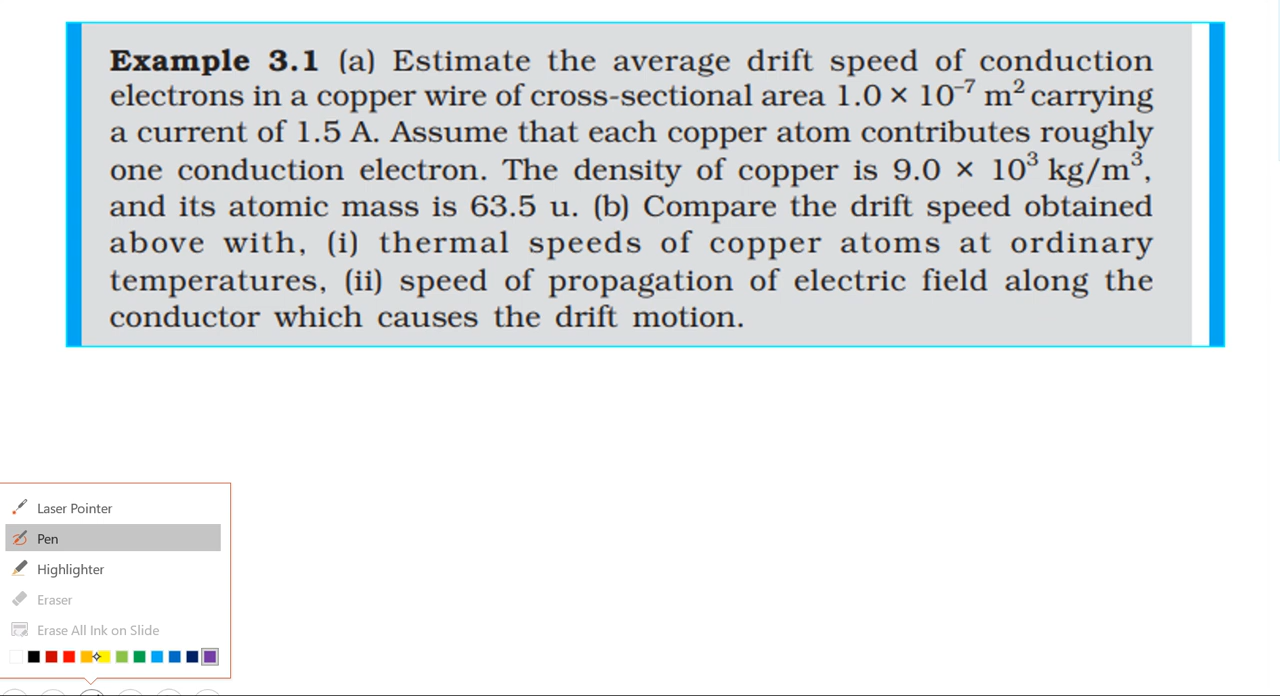 Example 3.1 (a) Estimate the average drift speed of conduction
electrons in a copper wire of cross-sectional area 1.0 × 10⁻⁷ m² carrying
a current of 1.5 A. Assume that each copper atom contributes roughly
one conduction electron. The density of copper is 9.0 × 10³ kg/m³,
and its atomic mass is 63.5 u. (b) Compare the drift speed obtained
above with, (i) thermal speeds of copper atoms at ordinary
temperatures, (ii) speed of propagation of electric field along the
conductor which causes the drift motion.
Laser Pointer
Pen
Highlighter
Eraser
Erase All Ink on Slide